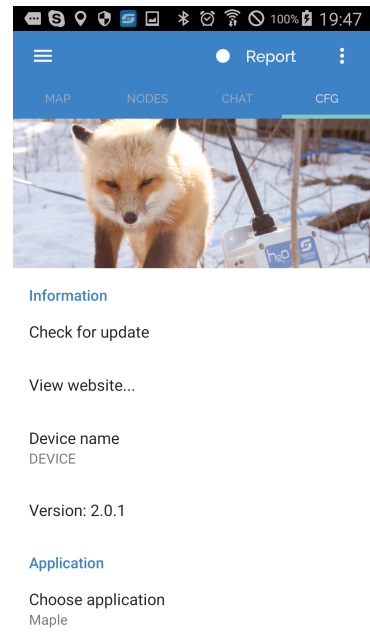 100% 19:47
Report
MAP NODES CHAT CFG
h2o
Information
Check for update
View website...
Device name
DEVICE
Version: 2.0.1
Application
Choose application
Maple